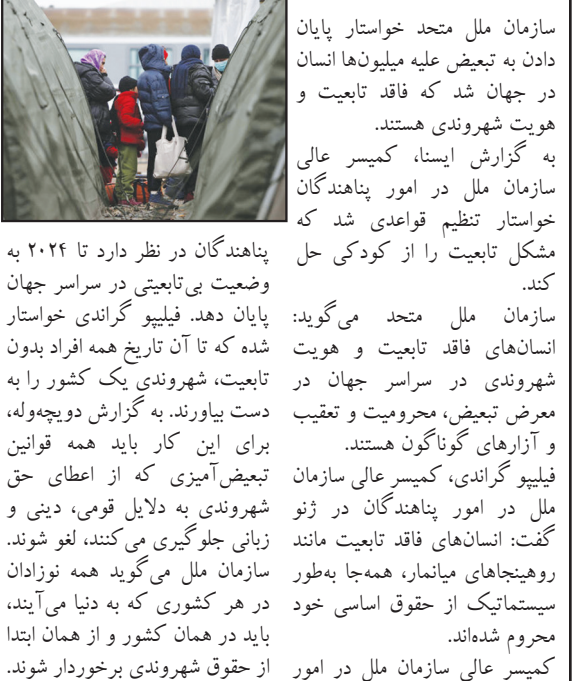 سازمان ملل متحد خواستار پایان
دادن به تبعیض علیه میلیون‌ها انسان
در جهان شد که فاقد تابعیت و
هویت شهروندی هستند.
به گزارش ایسنا، کمیسر عالی
سازمان ملل در امور پناهندگان
خواستار تنظیم قواعدی شد که
مشکل تابعیت را از کودکی حل
کند.
سازمان ملل متحد می‌گوید:
انسان‌های فاقد تابعیت و هویت
شهروندی در سراسر جهان در
معرض تبعیض، محرومیت و تعقیب
و آزارهای گوناگون هستند.
فیلیپو گراندی، کمیسر عالی سازمان
ملل در امور پناهندگان در ژنو
گفت: انسان‌های فاقد تابعیت مانند
روهینجاهای میانمار، همه‌جا به‌طور
سیستماتیک از حقوق اساسی خود
محروم شده‌اند.
کمیسر عالی سازمان ملل در امور
پناهندگان در نظر دارد تا ۲۰۲۴ به
وضعیت بی‌تابعیتی در سراسر جهان
پایان دهد. فیلیپو گراندی خواستار
شده که تا آن تاریخ همه افراد بدون
تابعیت، شهروندی یک کشور را به
دست بیاورند. به گزارش دویچه‌وله،
برای این کار باید همه قوانین
تبعیض‌آمیزی که از اعطای حق
شهروندی به دلایل قومی، دینی و
زبانی جلوگیری می‌کنند، لغو شوند.
سازمان ملل می‌گوید همه نوزادان
در هر کشوری که به دنیا می‌آیند،
باید در همان کشور و از همان ابتدا
از حقوق شهروندی برخوردار شوند.